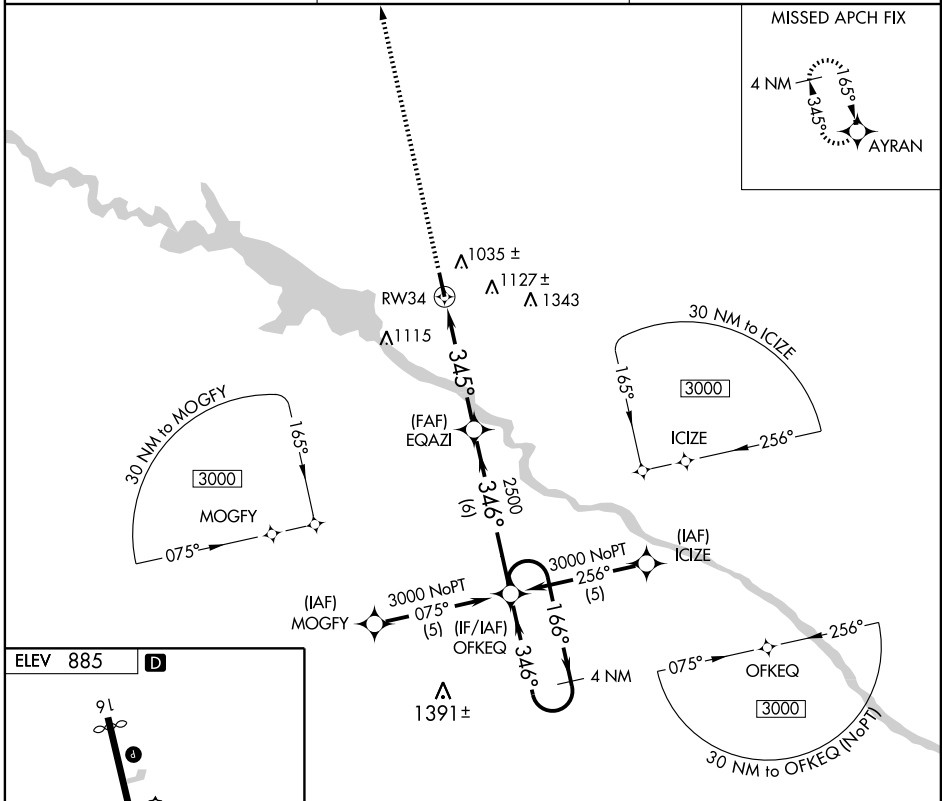 MISSED APCH FIX
4 NM
165°
345°
AYRAN
1035 ±
1127 ±
1343
RW34
1115
345°
(FAF)
EQAZI
2500
346°
(6)
30 NM to MOGFY
165°
3000
MOGFY
075°
30 NM to ICIZE
165°
3000
ICIZE
256°
(IAF)
ICIZE
3000 NoPT
256°
(5)
3000 NoPT
075°
(5)
(IAF)
MOGFY
(IF/IAF)
OFKEQ
166°
346°
4 NM
1391 ±
075°
256°
OFKEQ
3000
30 NM to OFKEQ (NoPT)
ELEV 885
D
16
P